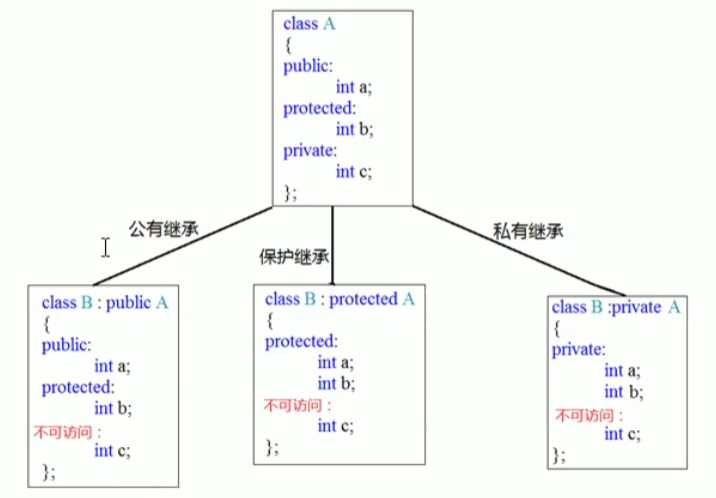 class A
{
public:
int a;
protected:
int b;
private:
int c;
};
公有继承
保护继承
私有继承
class B : public A
{
public:
int a;
protected:
int b;
不可访问：
int c;
};
class B : protected A
{
protected:
int a;
int b;
不可访问：
int c;
};
class B :private A
{
private:
int a;
int b;
不可访问：
int c;
};